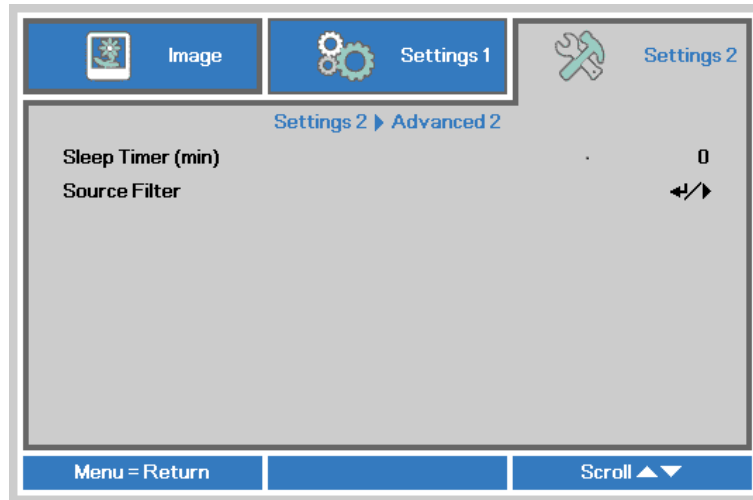 Image
Settings 1
Settings 2
Settings 2 ▶ Advanced 2
Sleep Timer (min) 0
Source Filter ↵/▶
Menu = Return
Scroll ▲▼